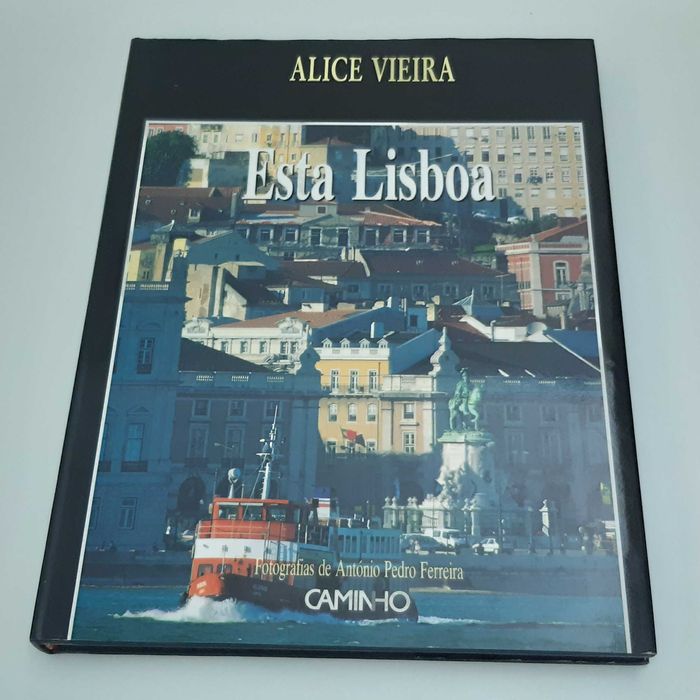 ALICE VIEIRA
Esta Lisboa
Fotografias de António Pedro Ferreira
CAMINHO